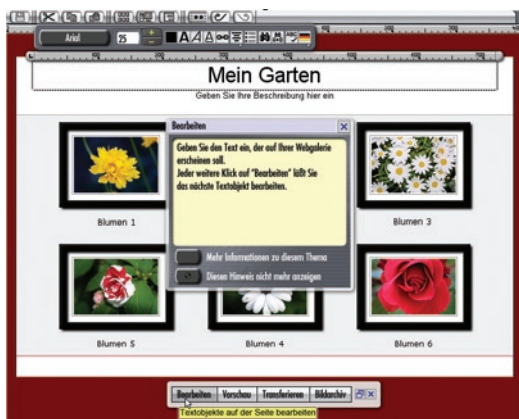 Arial 25
Mein Garten
Geben Sie Ihre Beschreibung hier ein
Bearbeiten
Geben Sie den Text ein, der auf Ihrer Webgalerie
erscheinen soll.
Jeder weitere Klick auf "Bearbeiten" läßt Sie
das nächste Textobjekt bearbeiten.
Mehr Informationen zu diesem Thema
Diesen Hinweis nicht mehr anzeigen
Blumen 1
Blumen 3
Blumen 5
Blumen 4
Blumen 6
Bearbeiten Vorschau Transferieren Bildarchiv
Textobjekte auf der Seite bearbeiten